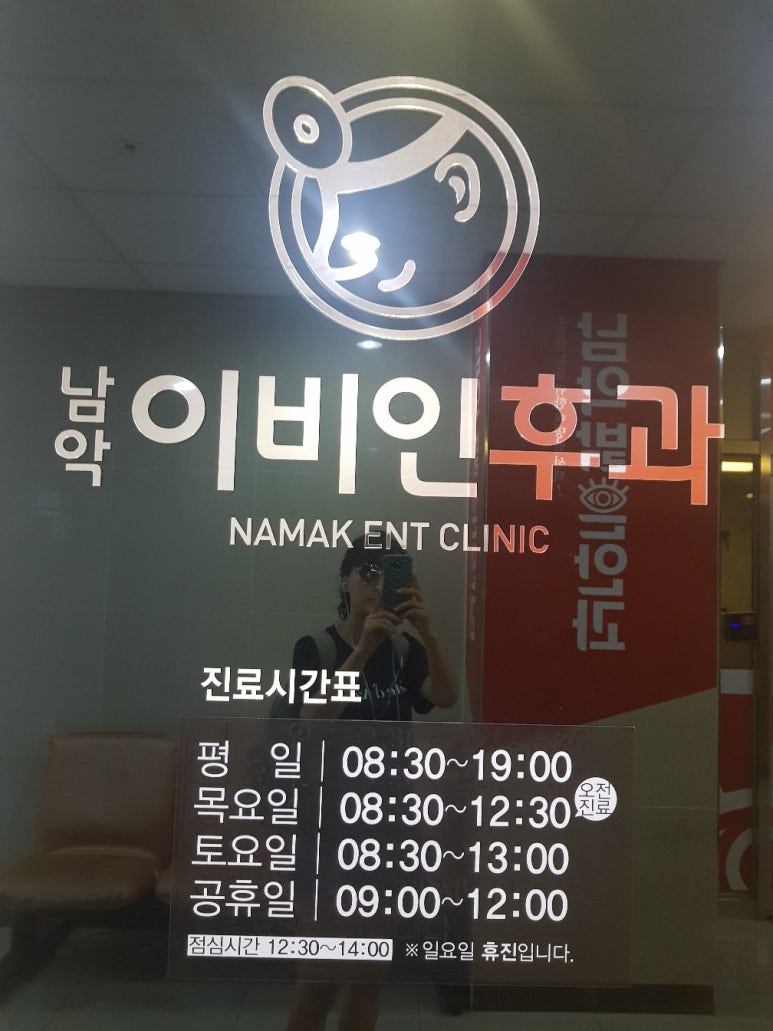 남악 이비인후과
NAMAK ENT CLINIC
진료시간표
평 일 | 08:30~19:00
목요일 | 08:30~12:30 오전진료
토요일 | 08:30~13:00
공휴일 | 09:00~12:00
점심시간 12:30~14:00 ※일요일 휴진입니다.